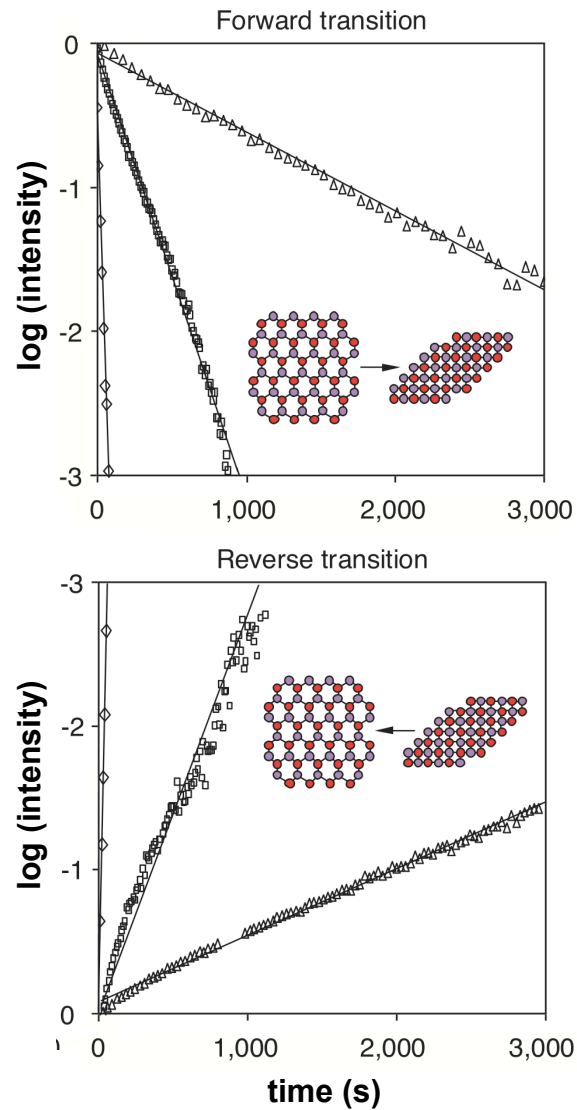 Forward transition
0
-1
-2
-3
log (intensity)
0 1,000 2,000 3,000
Reverse transition
-3
-2
-1
0
log (intensity)
0 1,000 2,000 3,000
time (s)